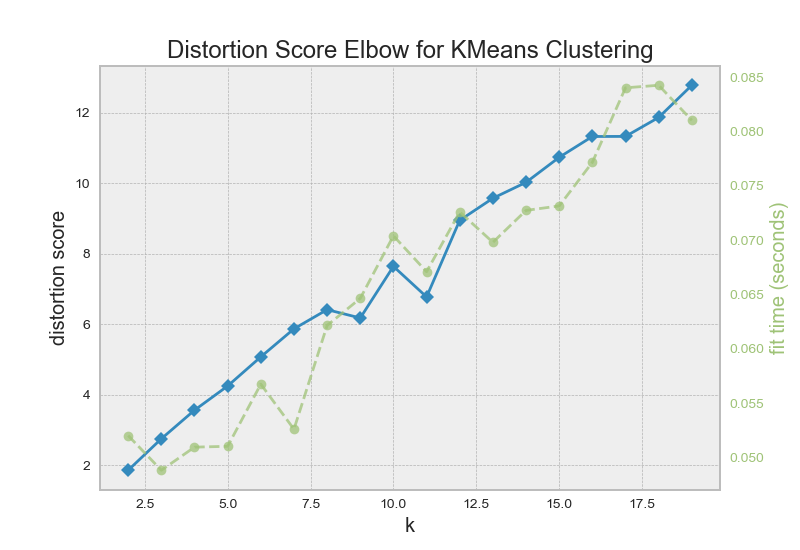 Distortion Score Elbow for KMeans Clustering
distortion score
12
10
8
6
4
2
0.085
0.080
0.075
0.070
0.065
0.060
0.055
0.050
fit time (seconds)
2.5 5.0 7.5 10.0 12.5 15.0 17.5
k